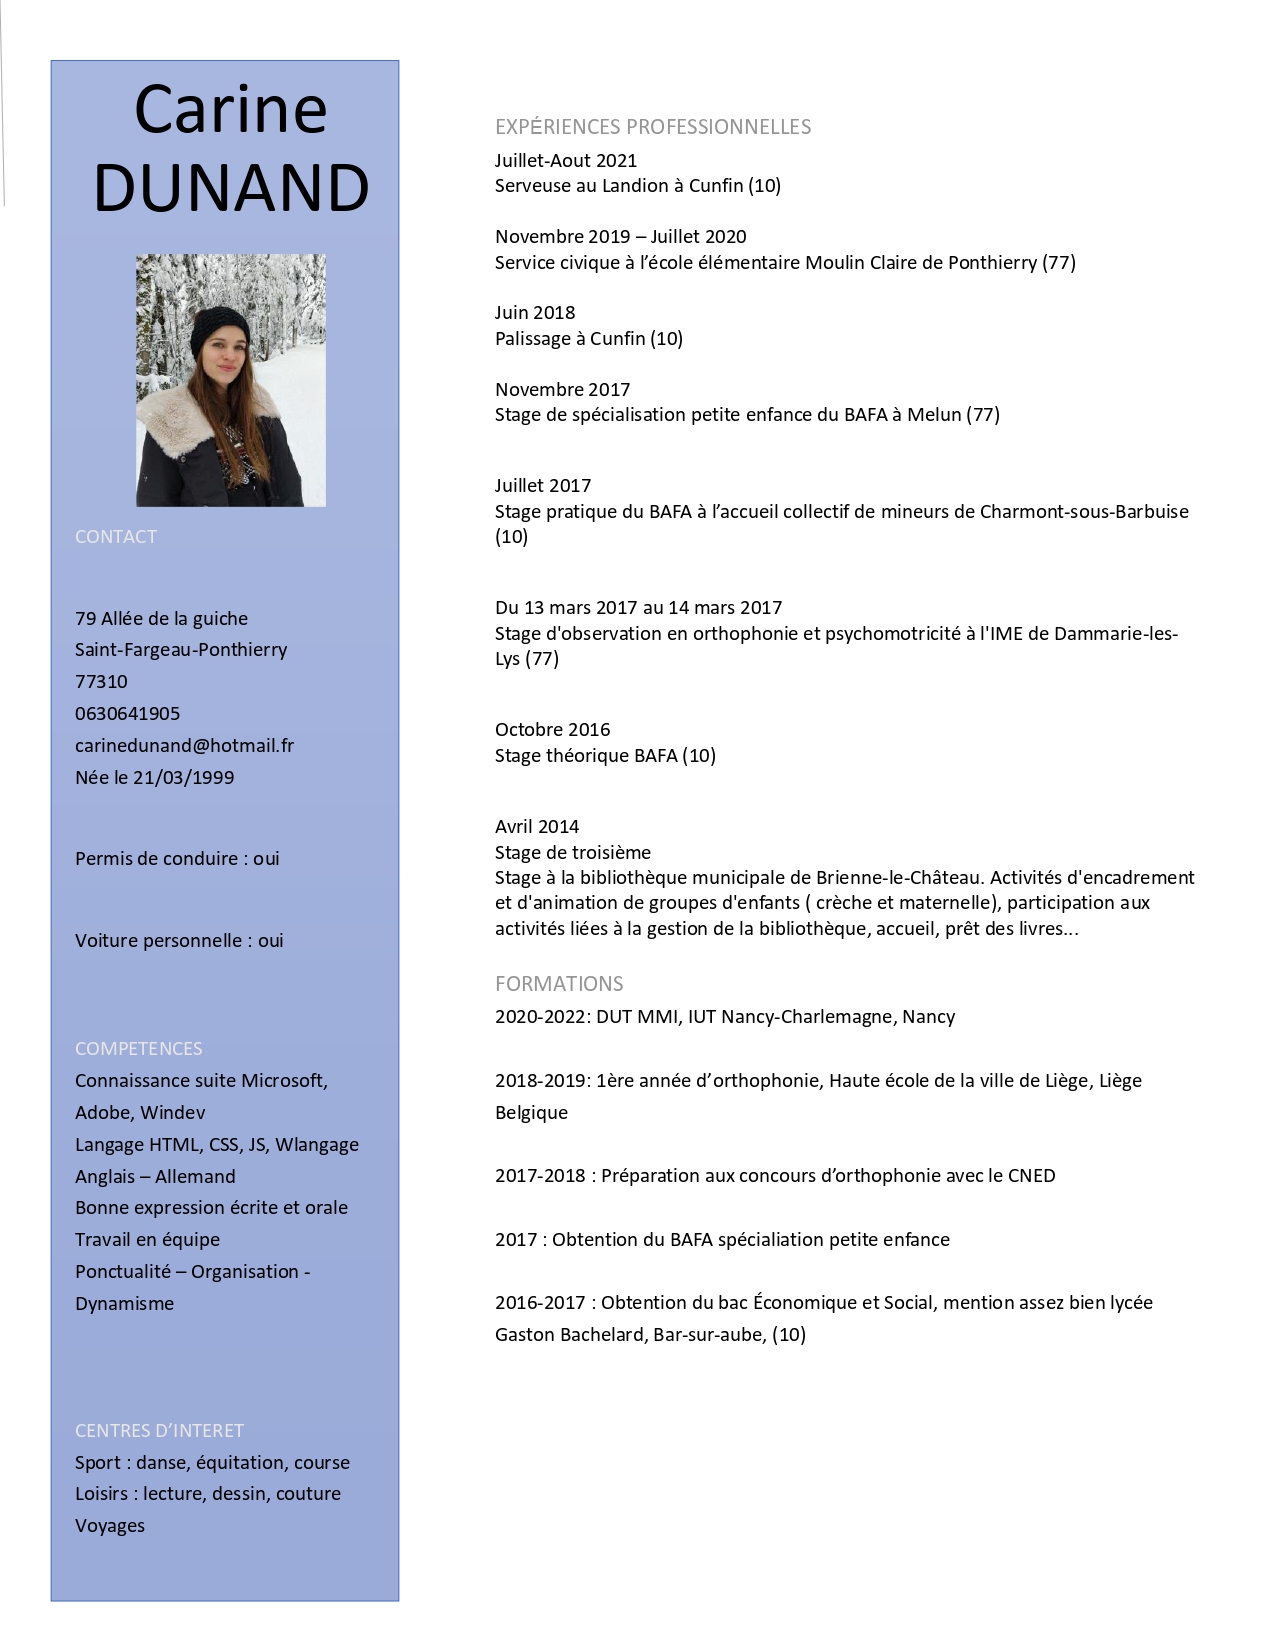 Carine
DUNAND
CONTACT
79 Allée de la guiche
Saint-Fargeau-Ponthierry
77310
0630641905
carinedunand@hotmail.fr
Née le 21/03/1999
Permis de conduire : oui
Voiture personnelle : oui
COMPETENCES
Connaissance suite Microsoft,
Adobe, Windev
Langage HTML, CSS, JS, Wlangage
Anglais – Allemand
Bonne expression écrite et orale
Travail en équipe
Ponctualité – Organisation -
Dynamisme
CENTRES D’INTERET
Sport : danse, équitation, course
Loisirs : lecture, dessin, couture
Voyages
EXPÉRIENCES PROFESSIONNELLES
Juillet-Aout 2021
Serveuse au Landion à Cunfin (10)
Novembre 2019 – Juillet 2020
Service civique à l’école élémentaire Moulin Claire de Ponthierry (77)
Juin 2018
Palissage à Cunfin (10)
Novembre 2017
Stage de spécialisation petite enfance du BAFA à Melun (77)
Juillet 2017
Stage pratique du BAFA à l’accueil collectif de mineurs de Charmont-sous-Barbuise
(10)
Du 13 mars 2017 au 14 mars 2017
Stage d'observation en orthophonie et psychomotricité à l'IME de Dammarie-les-
Lys (77)
Octobre 2016
Stage théorique BAFA (10)
Avril 2014
Stage de troisième
Stage à la bibliothèque municipale de Brienne-le-Château. Activités d'encadrement
et d'animation de groupes d'enfants ( crèche et maternelle), participation aux
activités liées à la gestion de la bibliothèque, accueil, prêt des livres...
FORMATIONS
2020-2022: DUT MMI, IUT Nancy-Charlemagne, Nancy
2018-2019: 1ère année d’orthophonie, Haute école de la ville de Liège, Liège
Belgique
2017-2018 : Préparation aux concours d’orthophonie avec le CNED
2017 : Obtention du BAFA spécialiation petite enfance
2016-2017 : Obtention du bac Économique et Social, mention assez bien lycée
Gaston Bachelard, Bar-sur-aube, (10)